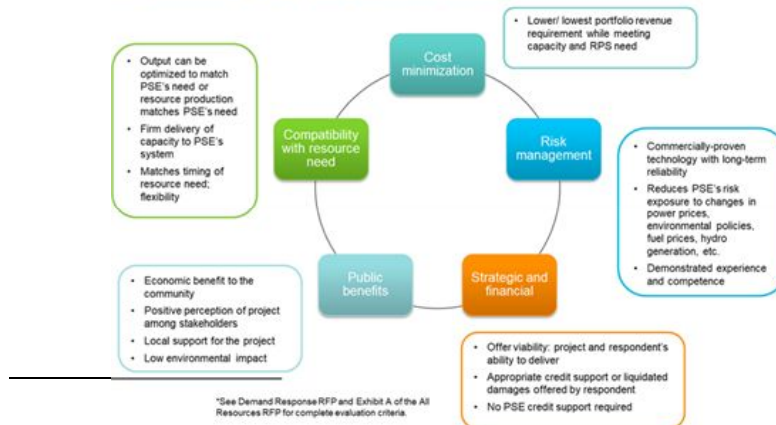 Cost
minimization
• Lower/ lowest portfolio revenue
requirement while meeting
capacity and RPS need
• Output can be
optimized to match
PSE's need or
resource production
matches PSE's need
• Firm delivery of
capacity to PSE's
system
• Matches timing of
resource need;
flexibility
Compatibility
with resource
need
Risk
management
• Commercially-proven
technology with long-term
reliability
• Reduces PSE's risk
exposure to changes in
power prices,
environmental policies,
fuel prices, hydro
generation, etc.
• Demonstrated experience
and competence
Public
benefits
Strategic and
financial
• Economic benefit to the
community
• Positive perception of project
among stakeholders
• Local support for the project
• Low environmental impact
• Offer viability: project and respondent's
ability to deliver
• Appropriate credit support or liquidated
damages offered by respondent
• No PSE credit support required
*See Demand Response RFP and Exhibit A of the All
Resources RFP for complete evaluation criteria.